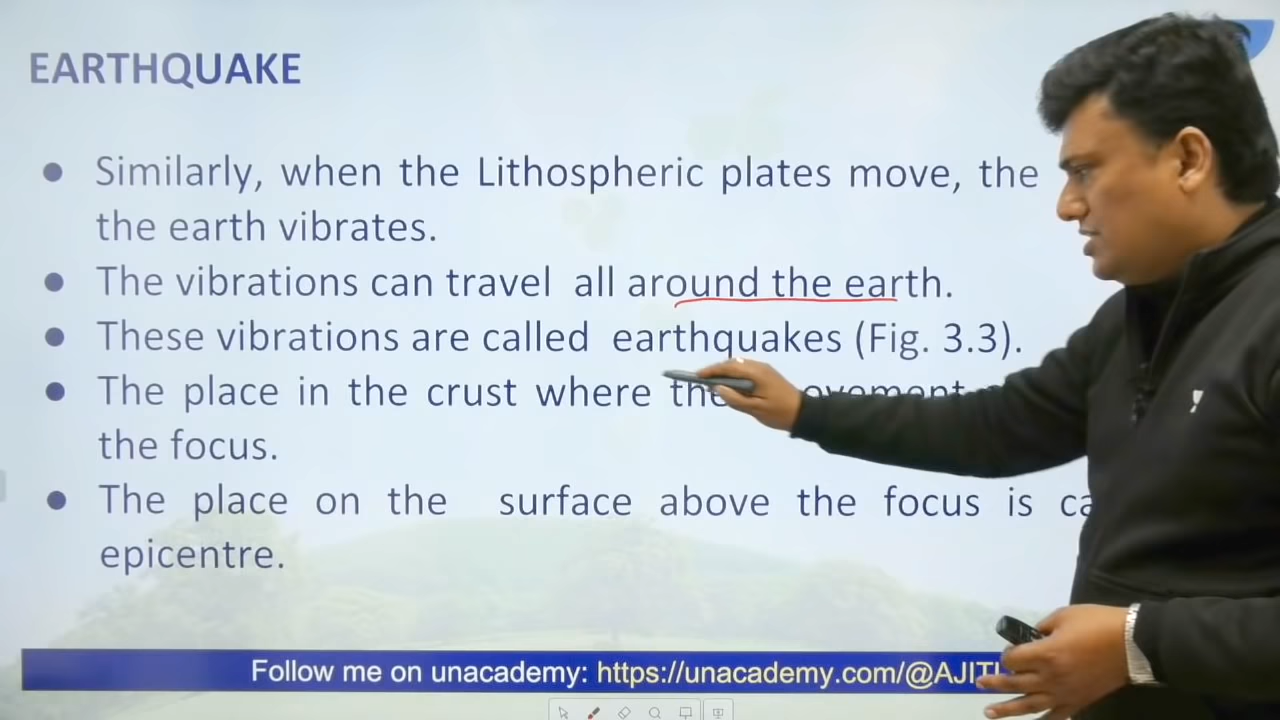 EARTHQUAKE
● Similarly, when the Lithospheric plates move, the
the earth vibrates.
● The vibrations can travel all around the earth.
● These vibrations are called earthquakes (Fig. 3.3).
● The place in the crust where the movement
the focus.
● The place on the surface above the focus is
epicentre.
Follow me on unacademy: https://unacademy.com/@AJIT